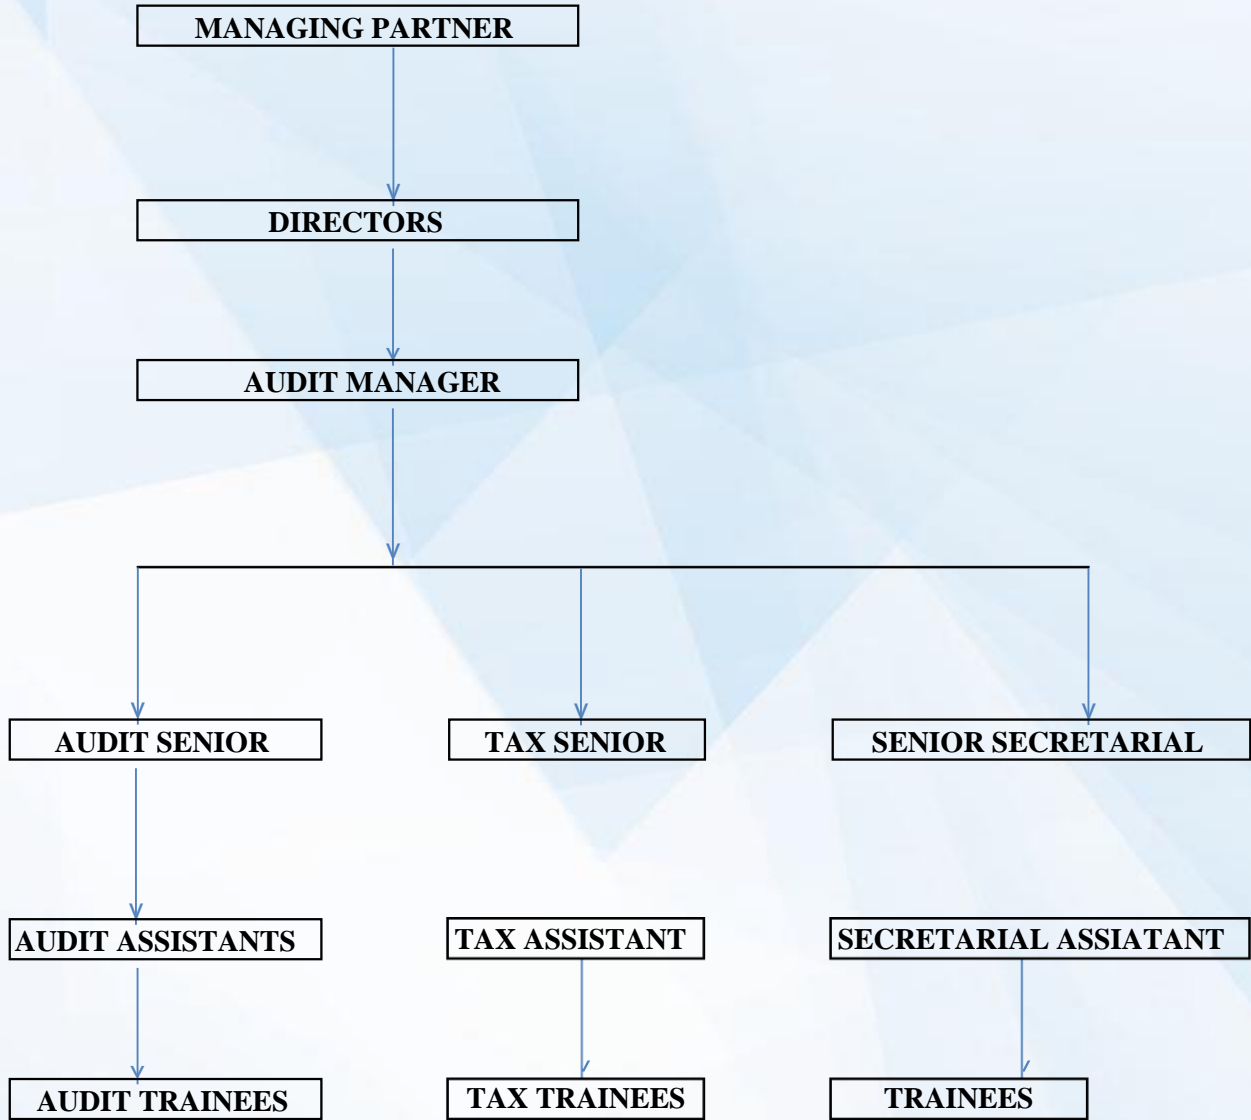 MANAGING PARTNER
DIRECTORS
AUDIT MANAGER
AUDIT SENIOR
TAX SENIOR
SENIOR SECRETARIAL
AUDIT ASSISTANTS
TAX ASSISTANT
SECRETARIAL ASSIATANT
AUDIT TRAINEES
TAX TRAINEES
TRAINEES